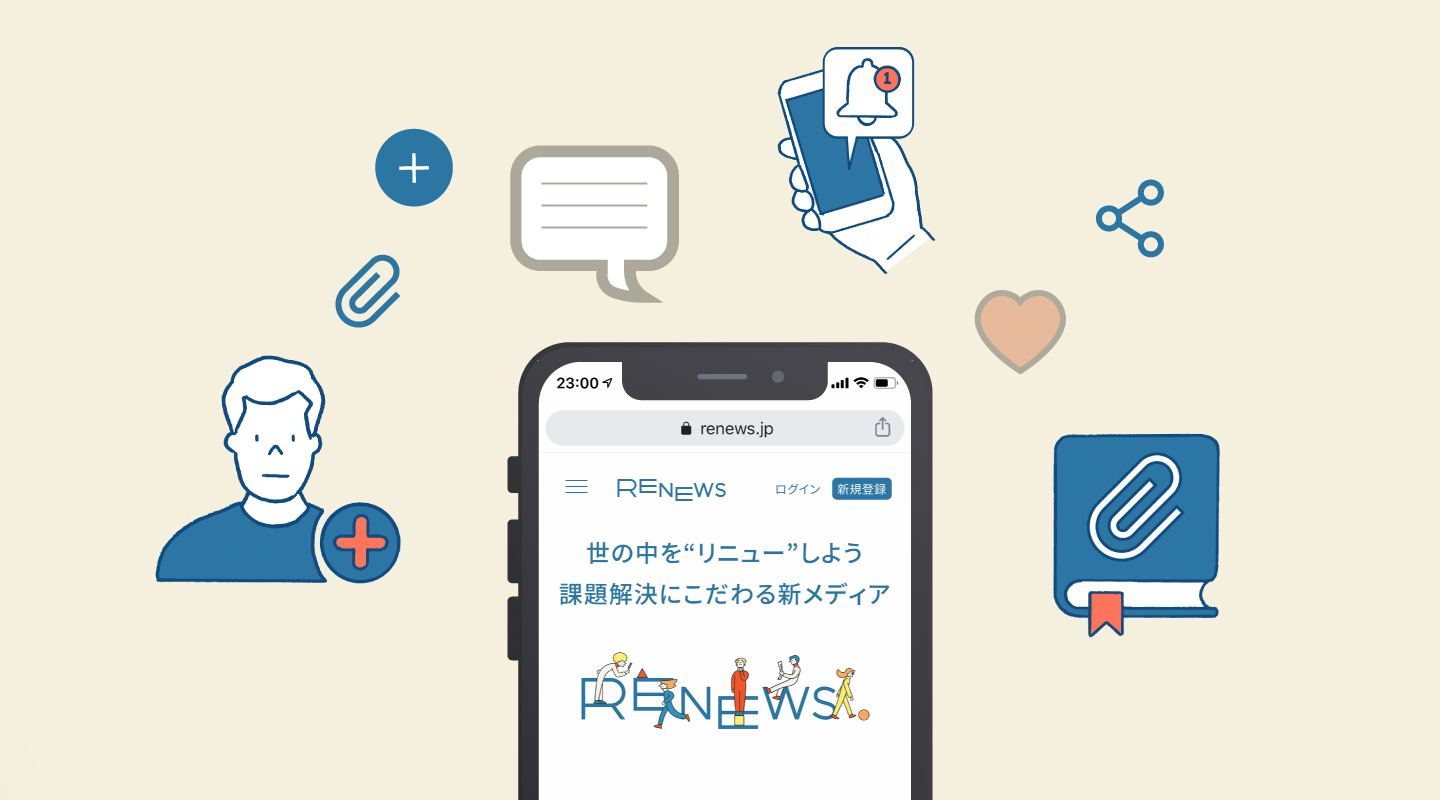 1
23:00
renews.jp
RENEWS
ログイン
新規登録
世の中を“リニュー”しよう
課題解決にこだわる新メディア
RENEWS.